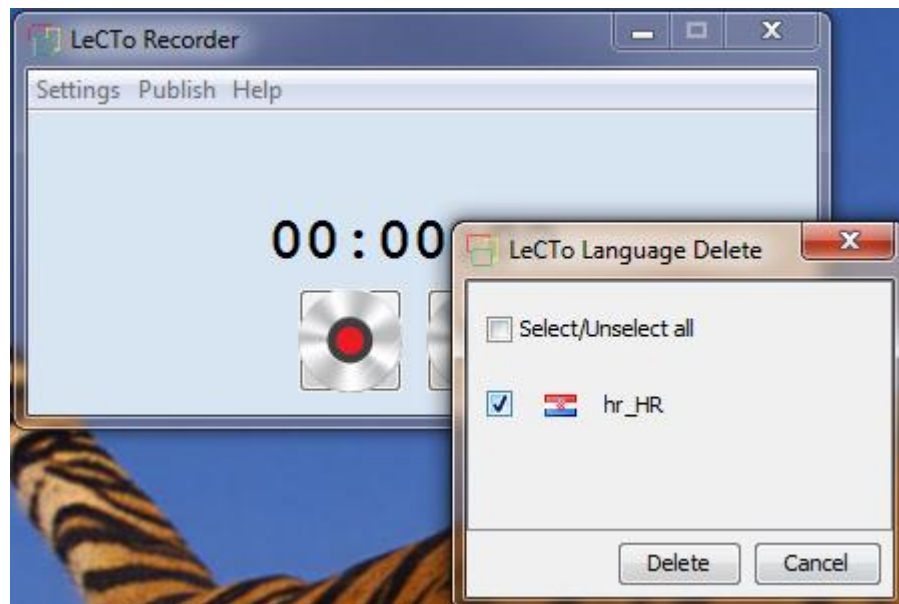 LeCTo Recorder
Settings Publish Help
00:00
LeCTo Language Delete
Select/Unselect all
hr_HR
Delete Cancel